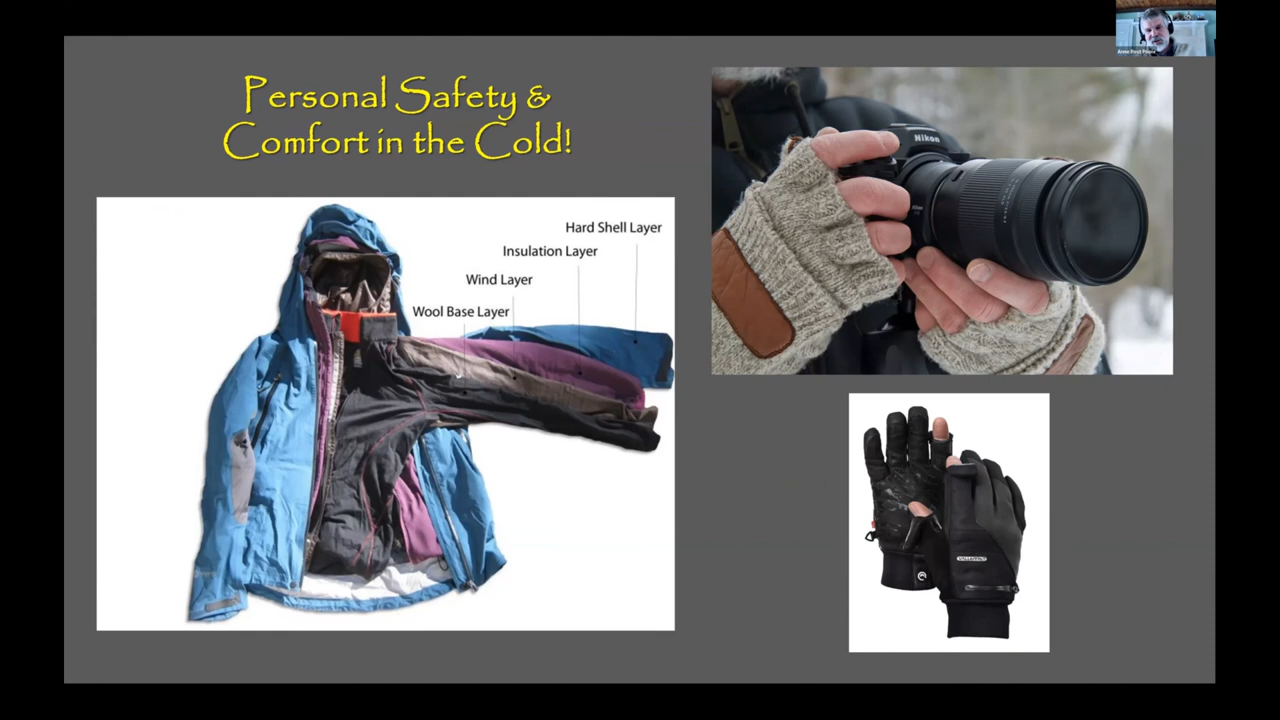 Personal Safety &
Comfort in the Cold!
Hard Shell Layer
Insulation Layer
Wind Layer
Wool Base Layer
Nikon
VALLERRET